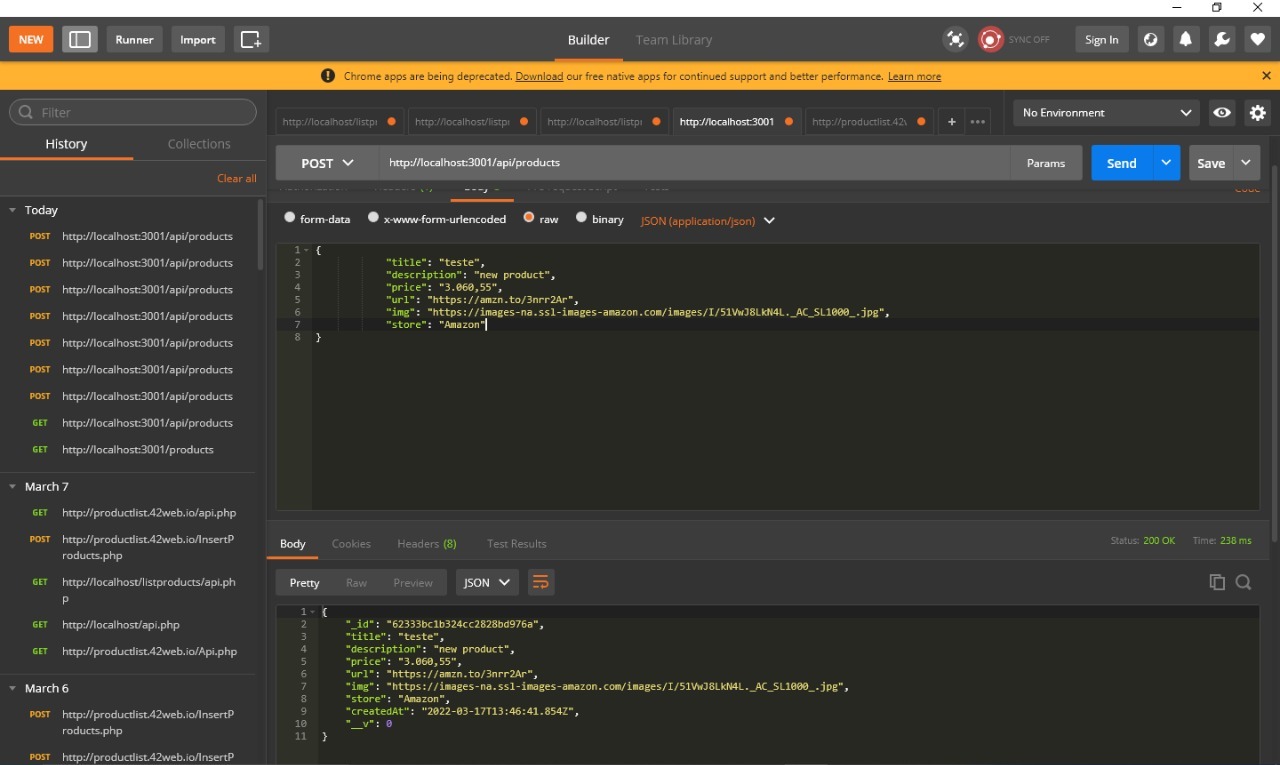 NEW
Runner
Import
Builder
Team Library
SYNC OFF
Sign In
Chrome apps are being deprecated. Download our free native apps for continued support and better performance. Learn more
Filter
History
Collections
Clear all
Today
POST http://localhost:3001/api/products
POST http://localhost:3001/api/products
POST http://localhost:3001/api/products
POST http://localhost:3001/api/products
POST http://localhost:3001/api/products
POST http://localhost:3001/api/products
POST http://localhost:3001/api/products
GET http://localhost:3001/api/products
GET http://localhost:3001/products
March 7
GET http://productlist.42web.io/api.php
POST http://productlist.42web.io/InsertP
roducts.php
GET http://localhost/listproducts/api.ph
p
GET http://localhost/api.php
GET http://productlist.42web.io/Api.php
March 6
POST http://productlist.42web.io/InsertP
roducts.php
POST http://productlist.42web.io/InsertP
http://localhost/listpr
http://localhost/listpr
http://localhost/listpr
http://localhost:3001
http://productlist.42w
No Environment
POST
http://localhost:3001/api/products
Params
Send
Save
form-data
x-www-form-urlencoded
raw
binary
JSON (application/json)
1 {
2 "title": "teste",
3 "description": "new product",
4 "price": "3.060,55",
5 "url": "https://amzn.to/3nrr2Ar",
6 "img": "https://images-na.ssl-images-amazon.com/images/I/51VwJ8LkN4L._AC_SL1000_.jpg",
7 "store": "Amazon"
8 }
Body
Cookies
Headers (8)
Test Results
Status: 200 OK
Time: 238 ms
Pretty
Raw
Preview
JSON
1 {
2 "_id": "62333bc1b324cc2828bd976a",
3 "title": "teste",
4 "description": "new product",
5 "price": "3.060,55",
6 "url": "https://amzn.to/3nrr2Ar",
7 "img": "https://images-na.ssl-images-amazon.com/images/I/51VwJ8LkN4L._AC_SL1000_.jpg",
8 "store": "Amazon",
9 "createdAt": "2022-03-17T13:46:41.854Z",
10 "__v": 0
11 }